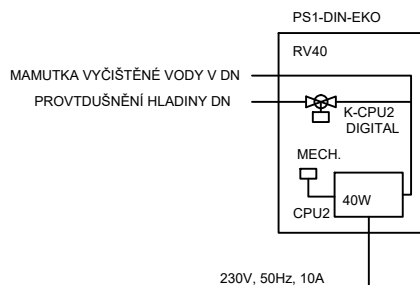 PS1-DIN-EKO
RV40
MAMUTKA VYČIŠTĚNÉ VODY V DN
PROVTDUŠNĚNÍ HLADINY DN
K-CPU2
DIGITAL
MECH.
40W
CPU2
230V, 50Hz, 10A